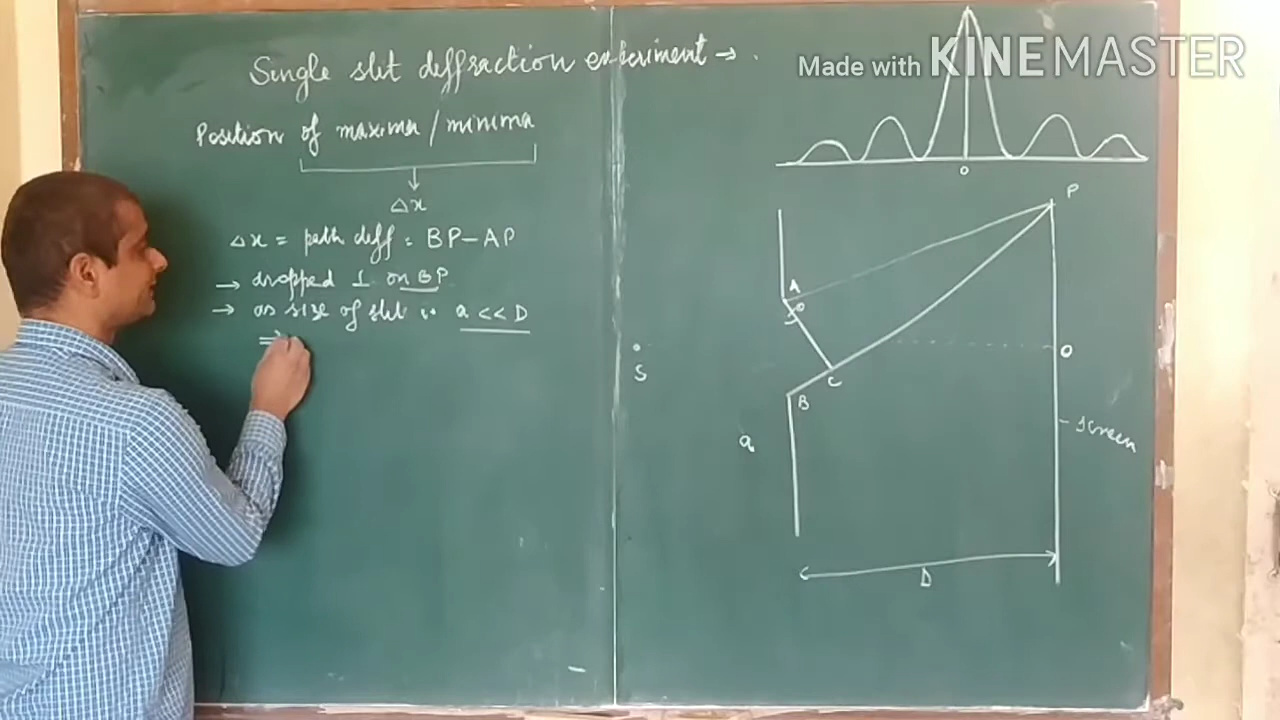 Single slit diffraction experiment →
Made with KINEMASTER
Position of maxima / minima
Δx
Δx = path diff = BP - AP
→ dropped ⊥ on BP
→ as size of slit is a << D
⇒
O
P
A
θ
S
O
C
B
a
screen
D